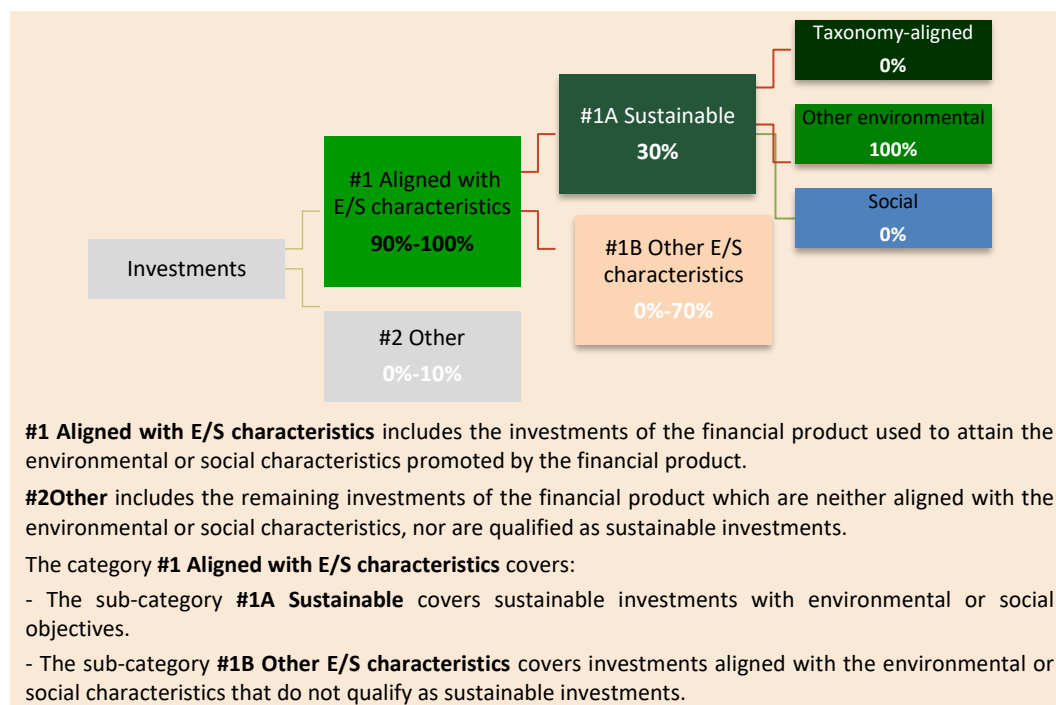 Taxonomy-aligned
0%
#1A Sustainable
30%
Other environmental
100%
#1 Aligned with
E/S characteristics
90%-100%
Social
0%
#1B Other E/S
characteristics
0%-70%
Investments
#2 Other
0%-10%
#1 Aligned with E/S characteristics includes the investments of the financial product used to attain the
environmental or social characteristics promoted by the financial product.
#2Other includes the remaining investments of the financial product which are neither aligned with the
environmental or social characteristics, nor are qualified as sustainable investments.
The category #1 Aligned with E/S characteristics covers:
- The sub-category #1A Sustainable covers sustainable investments with environmental or social
objectives.
- The sub-category #1B Other E/S characteristics covers investments aligned with the environmental or
social characteristics that do not qualify as sustainable investments.